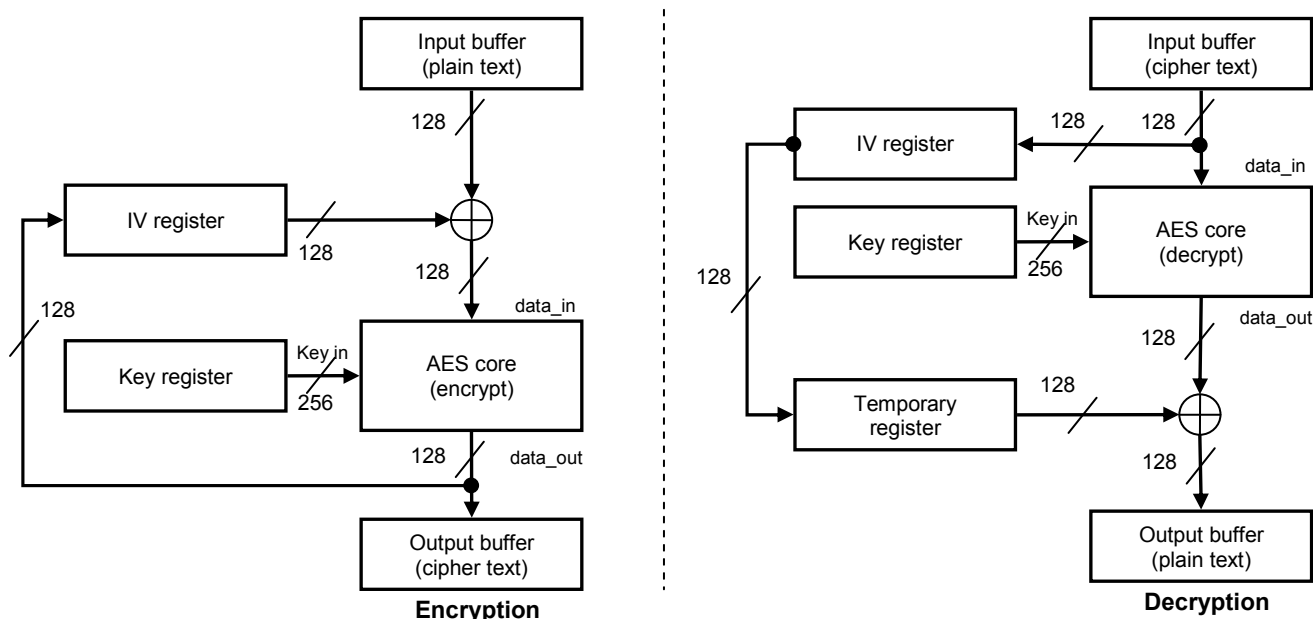 Input buffer
(plain text)
128
IV register
128
128
128
data_in
Key register
Key in
256
AES core
(encrypt)
128
data_out
Output buffer
(cipher text)
Encryption
Input buffer
(cipher text)
128
128
IV register
data_in
Key register
Key in
256
AES core
(decrypt)
128
data_out
128
Temporary
register
128
128
Output buffer
(plain text)
Decryption